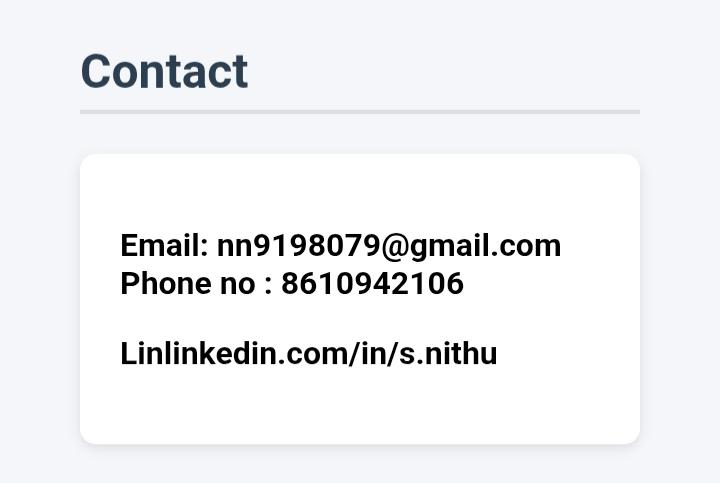 Contact
Email: nn9198079@gmail.com
Phone no : 8610942106
Linlinkedin.com/in/s.nithu